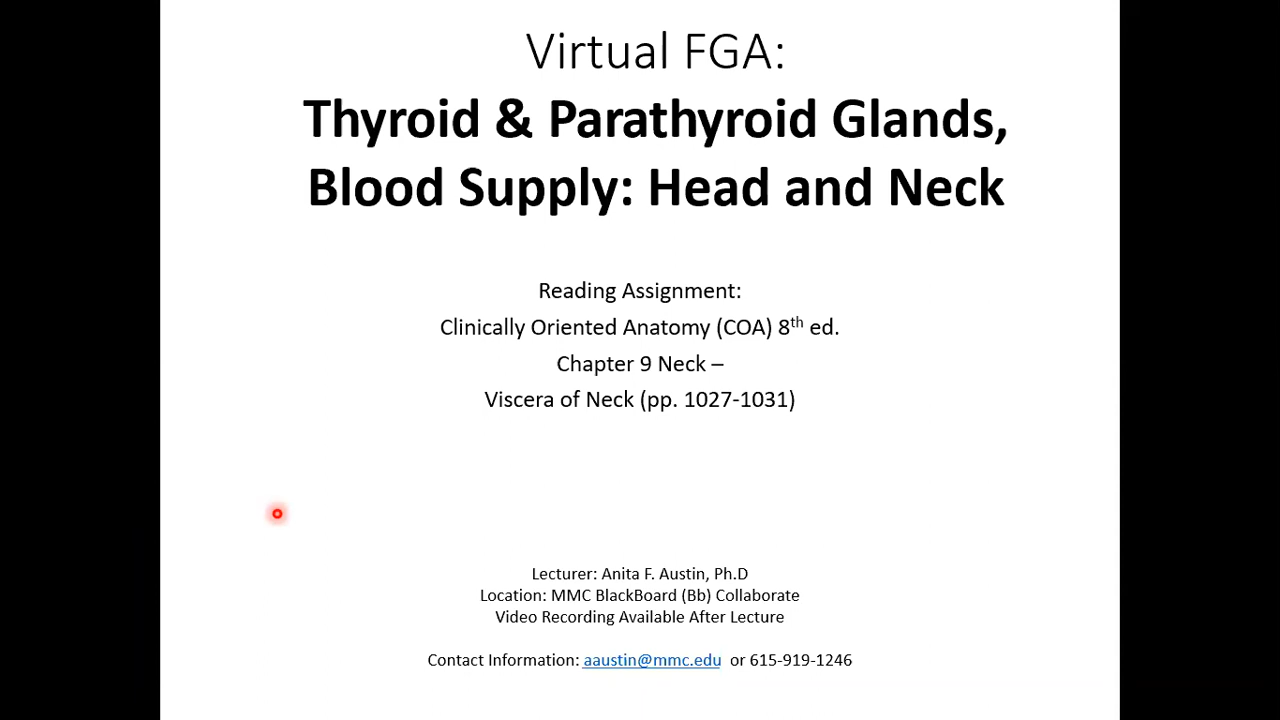 Virtual FGA:
Thyroid & Parathyroid Glands,
Blood Supply: Head and Neck
Reading Assignment:
Clinically Oriented Anatomy (COA) 8th ed.
Chapter 9 Neck –
Viscera of Neck (pp. 1027-1031)
Lecturer: Anita F. Austin, Ph.D
Location: MMC BlackBoard (Bb) Collaborate
Video Recording Available After Lecture
Contact Information: aaustin@mmc.edu or 615-919-1246